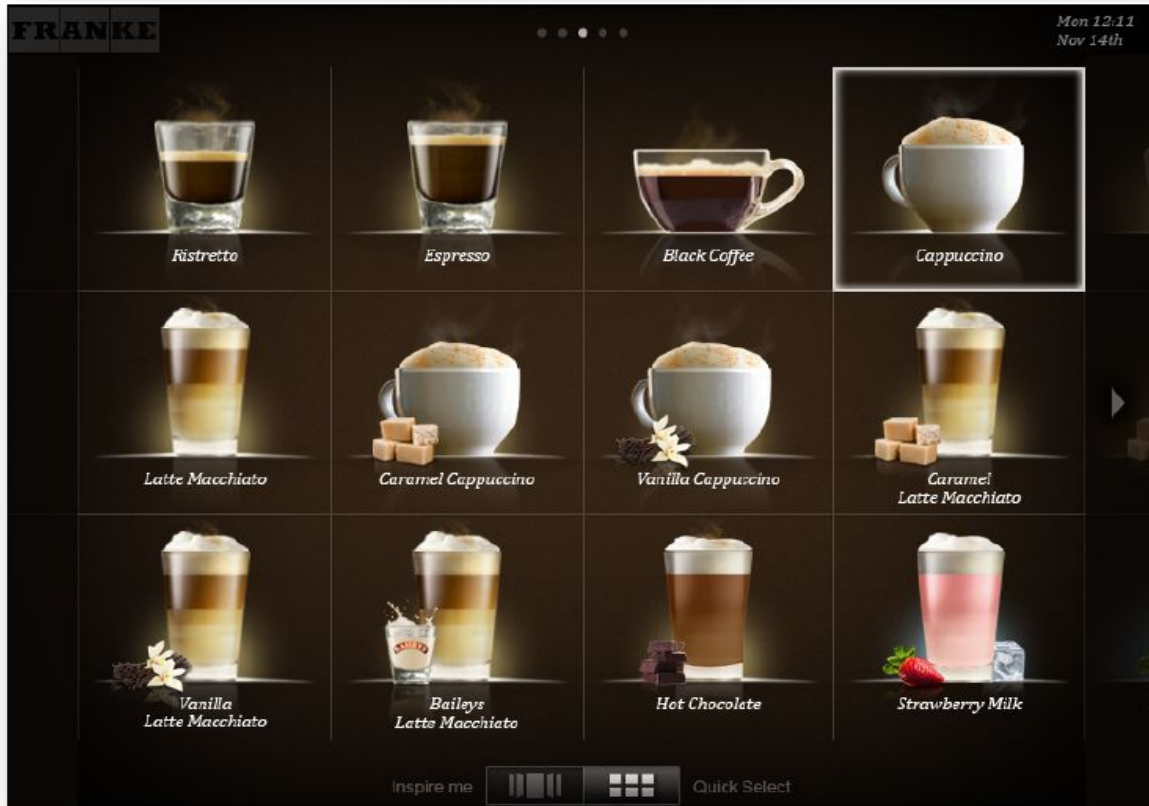 FRANKE
Mon 12:11
Nov 14th
Ristretto
Espresso
Black Coffee
Cappuccino
Latte Macchiato
Caramel Cappuccino
Vanilla Cappuccino
Caramel
Latte Macchiato
Vanilla
Latte Macchiato
BAILEYS
Baileys
Latte Macchiato
Hot Chocolate
Strawberry Milk
Inspire me
Quick Select